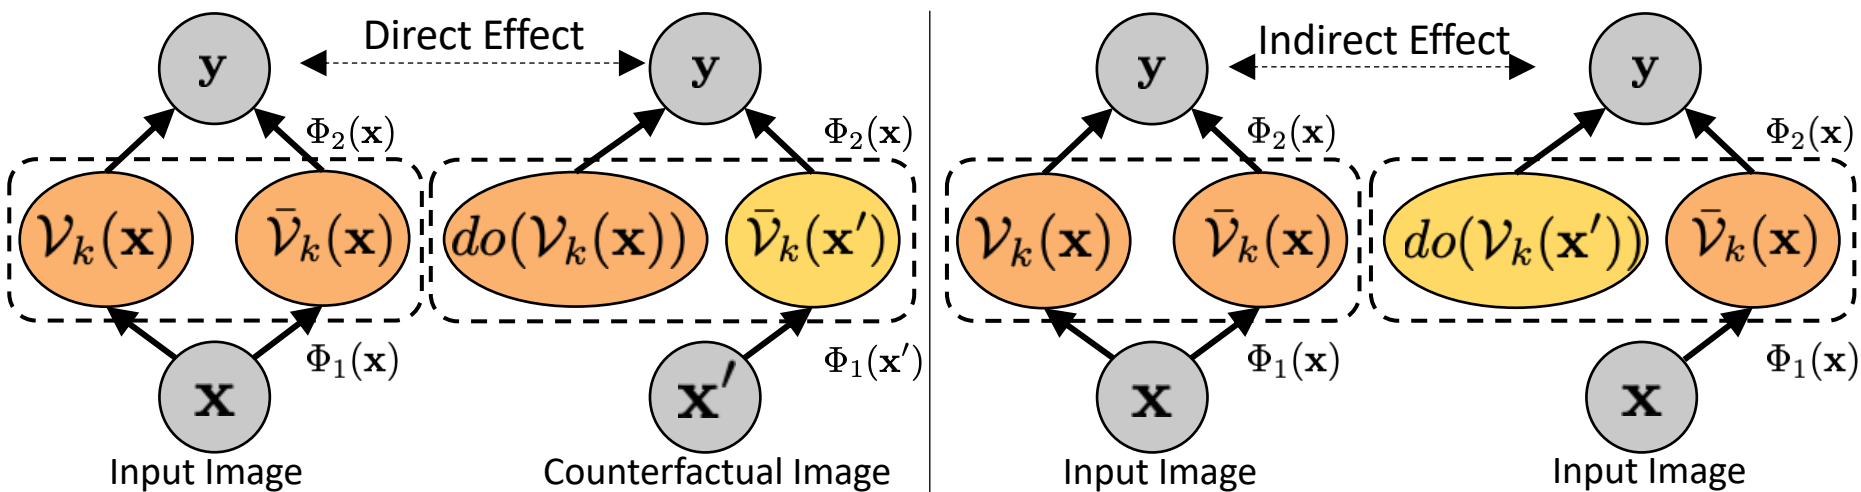 Direct Effect
Indirect Effect
y
y
y
y
Φ₂(x)
Φ₂(x)
Φ₂(x)
Φ₂(x)
𝒱ₖ(x)
𝒱̄ₖ(x)
do(𝒱ₖ(x))
𝒱̄ₖ(x′)
𝒱ₖ(x)
𝒱̄ₖ(x)
do(𝒱ₖ(x′))
𝒱̄ₖ(x)
Φ₁(x)
Φ₁(x′)
Φ₁(x)
Φ₁(x)
x
x′
x
x
Input Image
Counterfactual Image
Input Image
Input Image